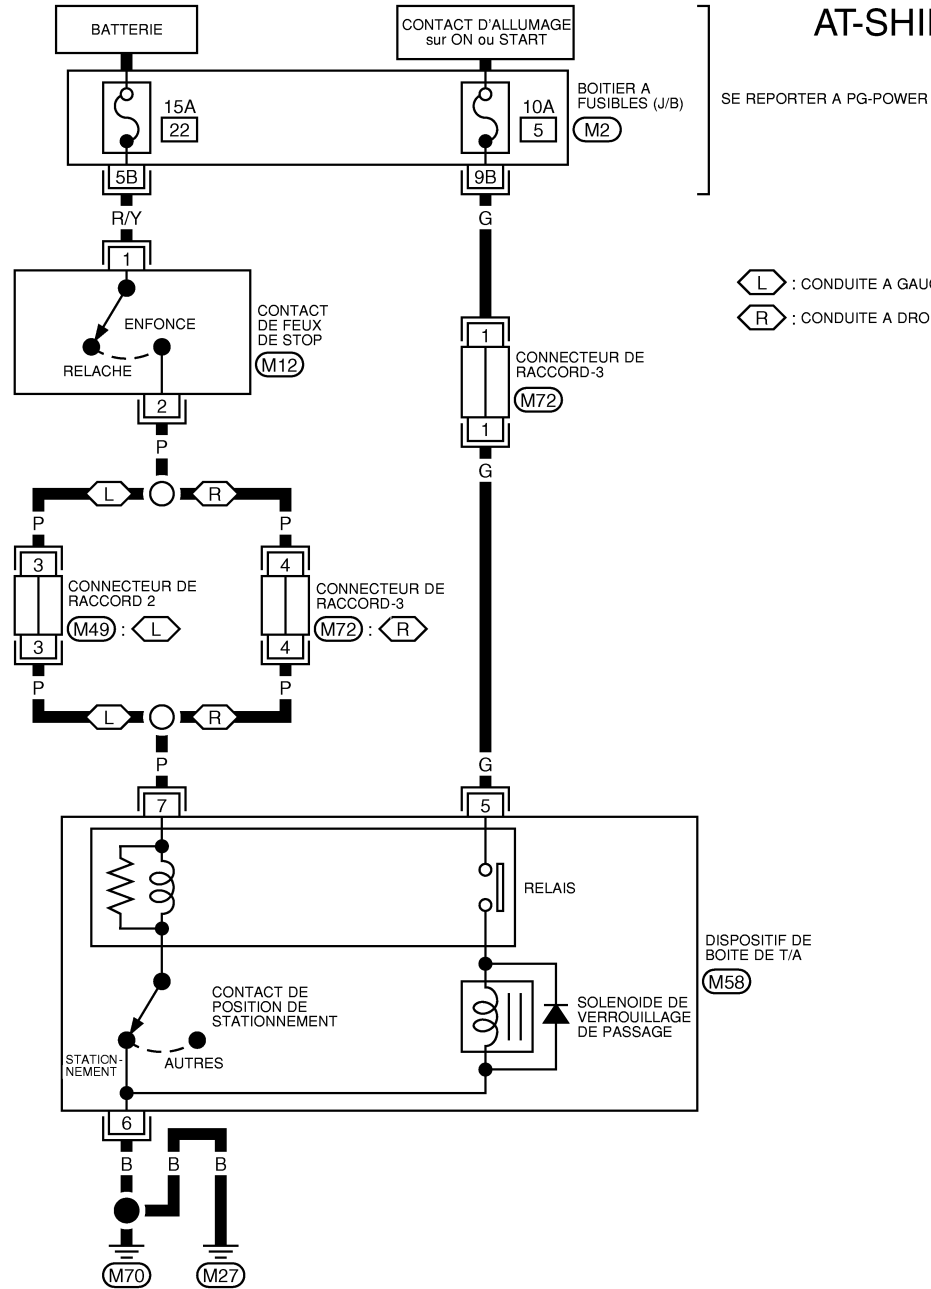 AT-SHI
BATTERIE
CONTACT D'ALLUMAGE
sur ON ou START
15A
22
10A
5
BOITIER A
FUSIBLES (J/B)
M2
SE REPORTER A PG-POWER
5B
9B
R/Y
G
1
L : CONDUITE A GAU
R : CONDUITE A DRO
ENFONCE
RELACHE
CONTACT
DE FEUX
DE STOP
M12
2
1
CONNECTEUR DE
RACCORD-3
M72
1
P
G
L
R
P
P
3
4
CONNECTEUR DE
RACCORD 2
M49 : L
CONNECTEUR DE
RACCORD-3
M72 : R
3
4
P
P
L
R
P
G
7
5
RELAIS
DISPOSITIF DE
BOITE DE T/A
M58
CONTACT DE
POSITION DE
STATIONNEMENT
SOLENOIDE DE
VERROUILLAGE
DE PASSAGE
STATION-
NEMENT
AUTRES
6
B
B
B
M70
M27